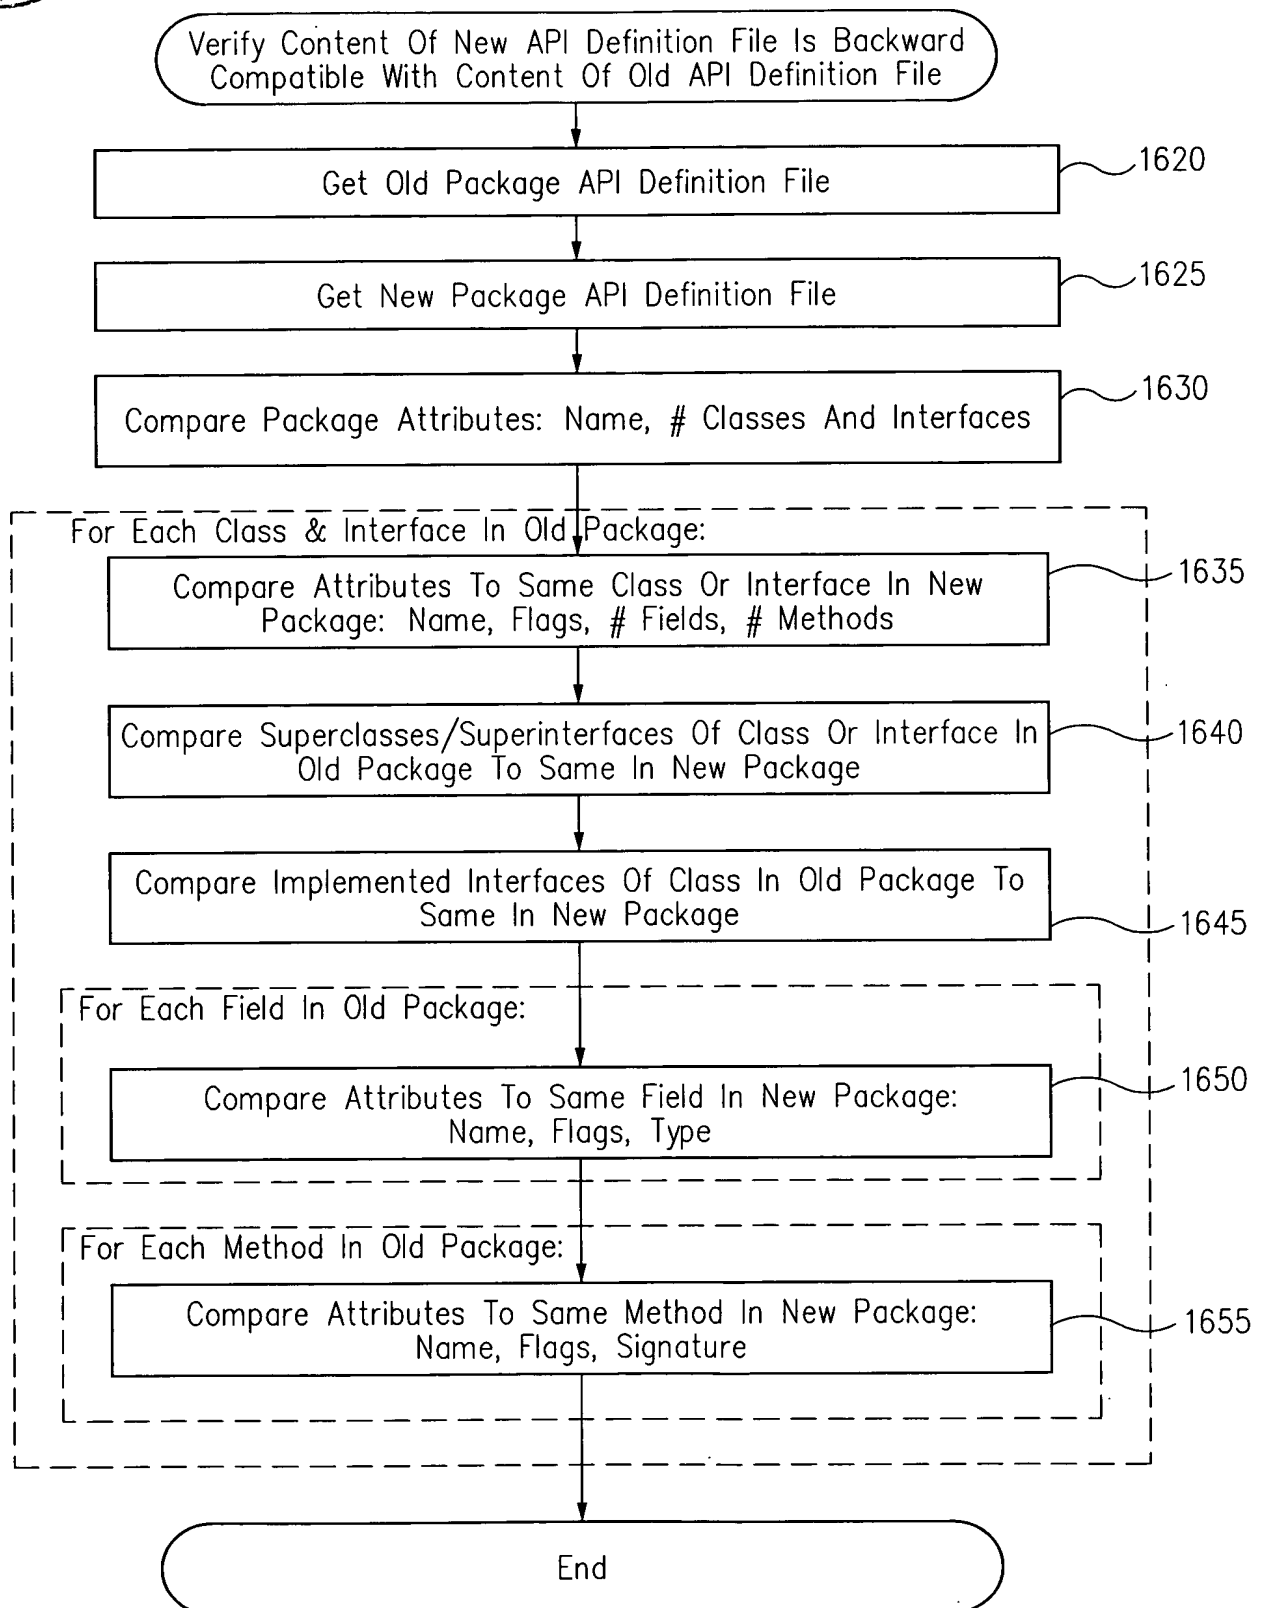 Verify Content Of New API Definition File Is Backward
Compatible With Content Of Old API Definition File
Get Old Package API Definition File
1620
Get New Package API Definition File
1625
Compare Package Attributes: Name, # Classes And Interfaces
1630
For Each Class & Interface In Old Package:
Compare Attributes To Same Class Or Interface In New
Package: Name, Flags, # Fields, # Methods
1635
Compare Superclasses/Superinterfaces Of Class Or Interface In
Old Package To Same In New Package
1640
Compare Implemented Interfaces Of Class In Old Package To
Same In New Package
1645
For Each Field In Old Package:
Compare Attributes To Same Field In New Package:
Name, Flags, Type
1650
For Each Method In Old Package:
Compare Attributes To Same Method In New Package:
Name, Flags, Signature
1655
End